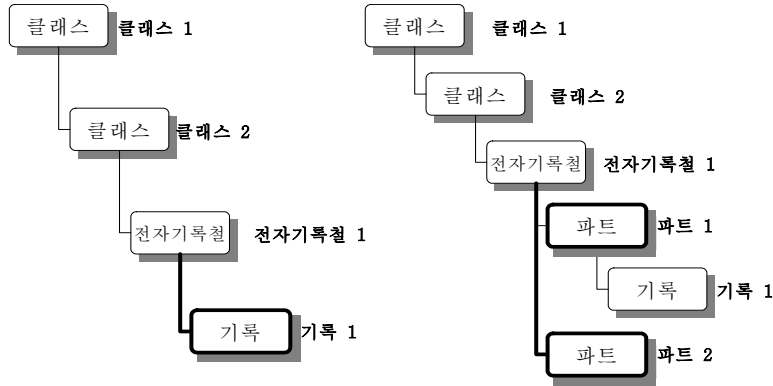 클래스 클래스 1
클래스 클래스 2
전자기록철 전자기록철 1
기록 기록 1
클래스 클래스 1
클래스 클래스 2
전자기록철 전자기록철 1
파트 파트 1
기록 기록 1
파트 파트 2